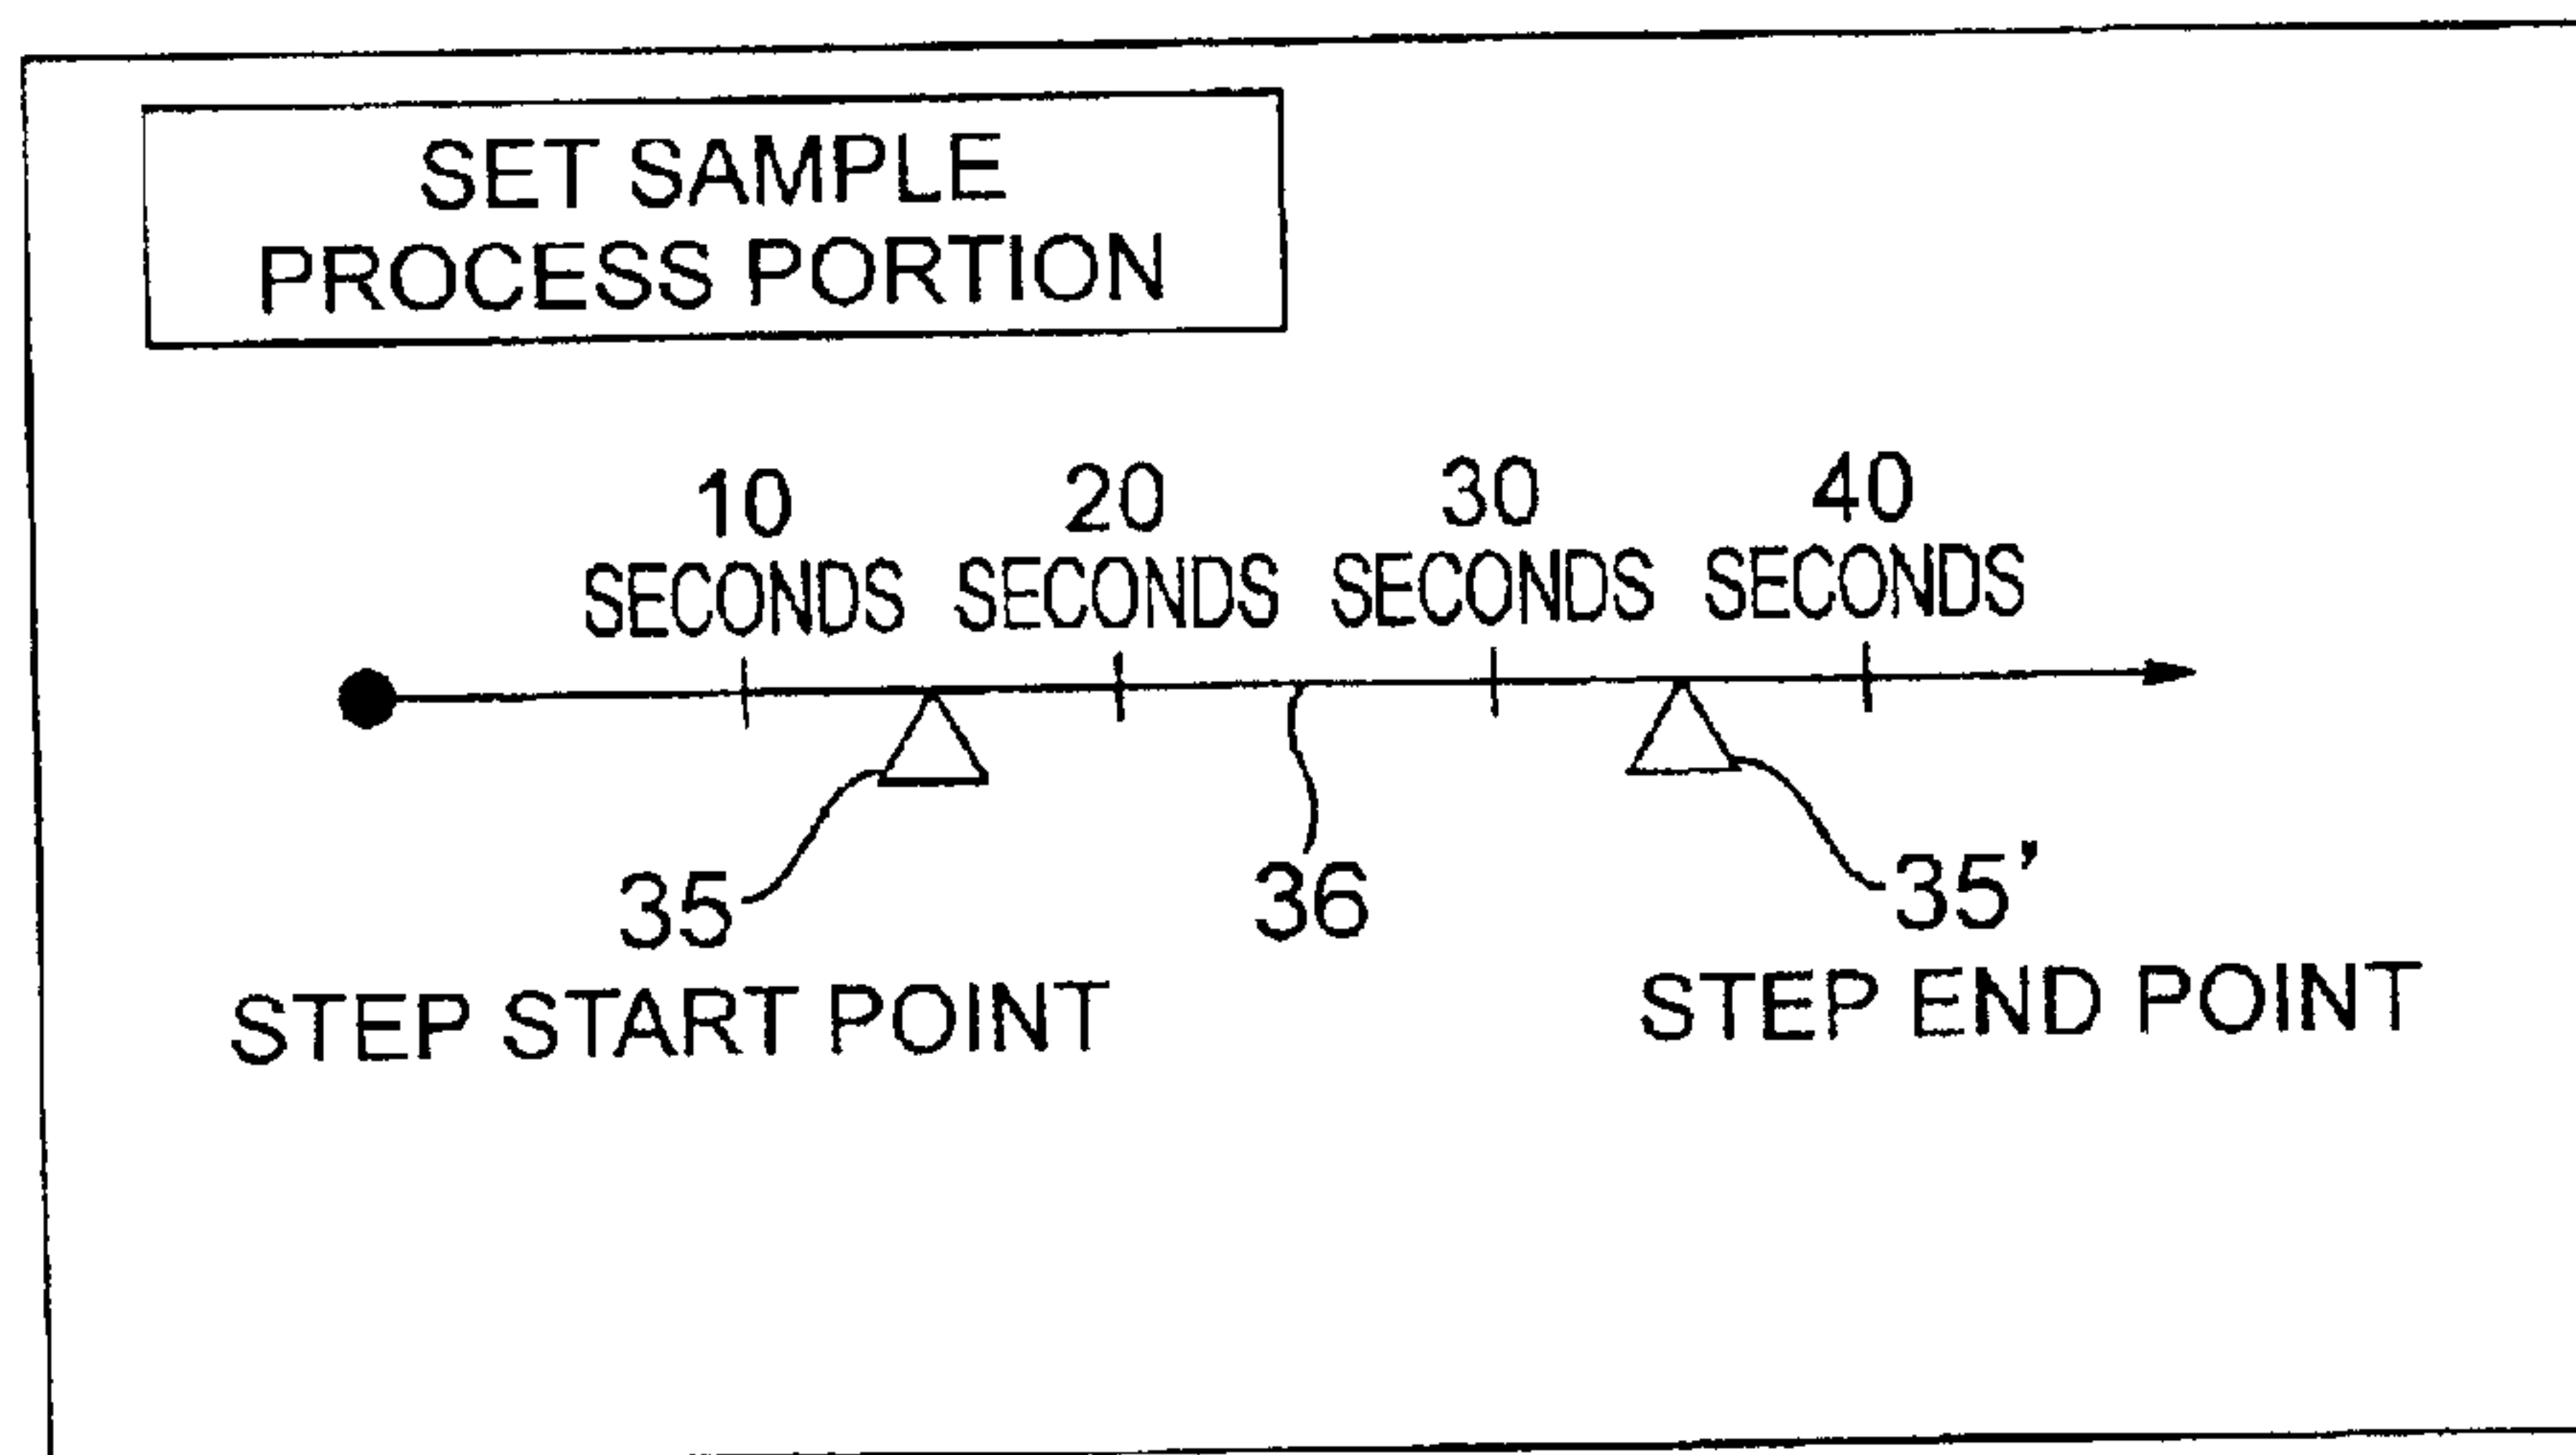 SET SAMPLE
PROCESS PORTION
10 20 30 40
SECONDS SECONDS SECONDS SECONDS
35 36 35'
STEP START POINT STEP END POINT